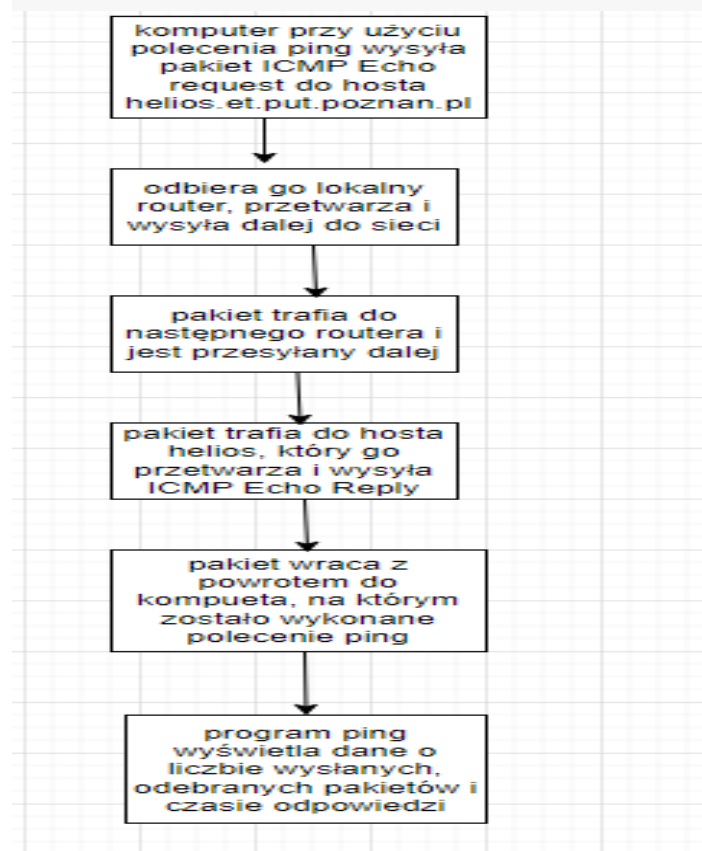 komputer przy użyciu
polecenia ping wysyła
pakiet ICMP Echo
request do hosta
helios.et.put.poznan.pl
odbiera go lokalny
router, przetwarza i
wysyła dalej do sieci
pakiet trafia do
następnego routera i
jest przesyłany dalej
pakiet trafia do hosta
helios, który go
przetwarza i wysyła
ICMP Echo Reply
pakiet wraca z
powrotem do
kompueta, na którym
zostało wykonane
polecenie ping
program ping
wyświetla dane o
liczbie wysłanych,
odebranych pakietów i
czasie odpowiedzi